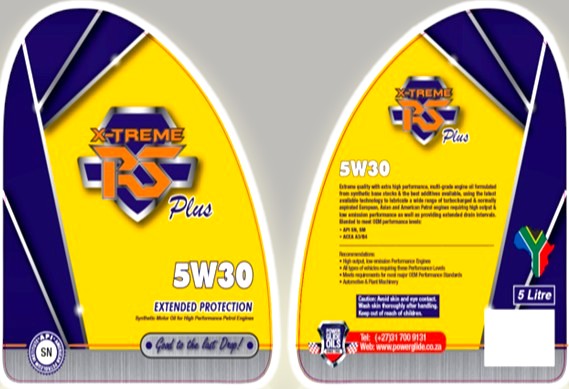 X-TREME
RS
Plus
5W30
EXTENDED PROTECTION
Synthetic Motor Oil for High Performance Petrol Engines
Good to the last Drop!
SN
X-TREME
RS
Plus
5W30
Extreme quality with extra high performance, multi-grade engine oil formulated
from synthetic base stocks & the best additives available, using the latest
available technology to lubricate a wide range of turbocharged & normally
aspirated European, Asian and American Petrol engines requiring high output &
low emission performance as well as providing extended drain intervals.
Blended to meet OEM performance levels:
• API SN, SM
• ACEA A3/B4
Recommendations:
• High output, low emission Performance Engines
• All types of vehicles requiring these Performance Levels
• Meets requirements for most major OEM Performance Standards
• Automotive & Plant Machinery
Caution: Avoid skin and eye contact.
Wash skin thoroughly after handling.
Keep out of reach of children.
5 Litre
POWER
GLIDE
OILS
Tel: (+27)31 700 9131
Web: www.powerglide.co.za